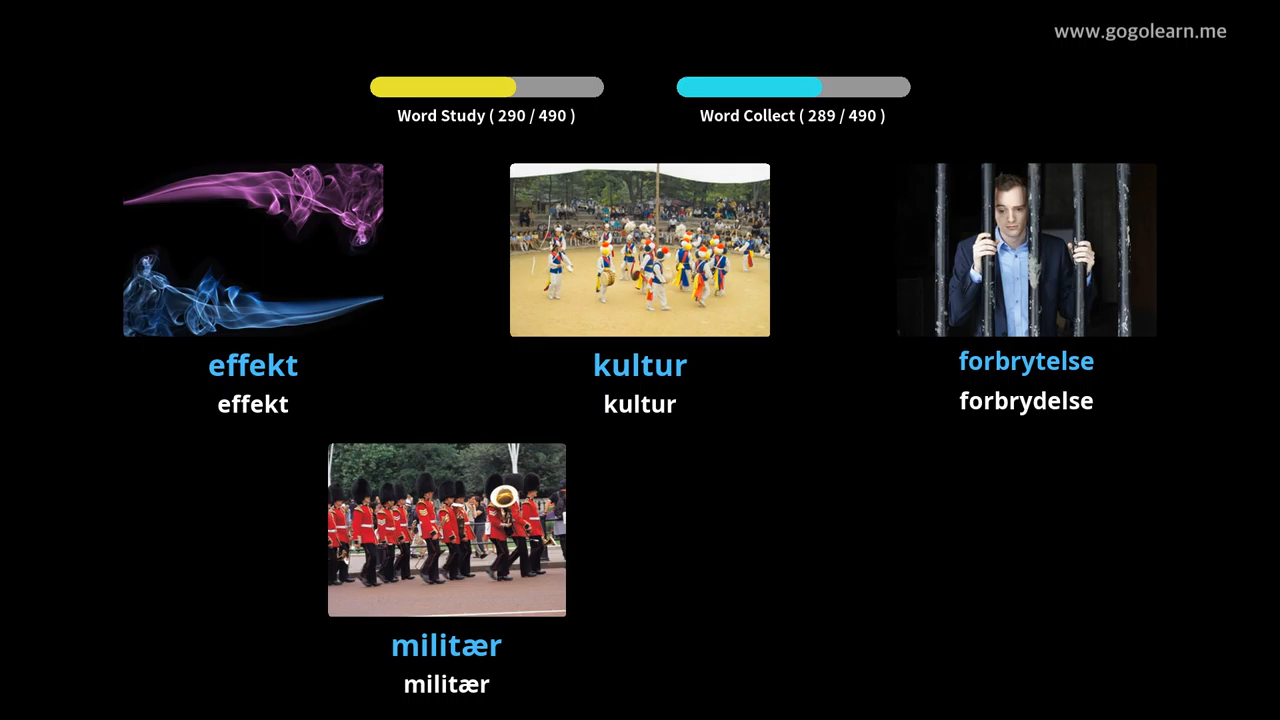 www.gogolearn.me
Word Study ( 290 / 490 )
Word Collect ( 289 / 490 )
effekt
effekt
kultur
kultur
forbrytelse
forbrydelse
militær
militær